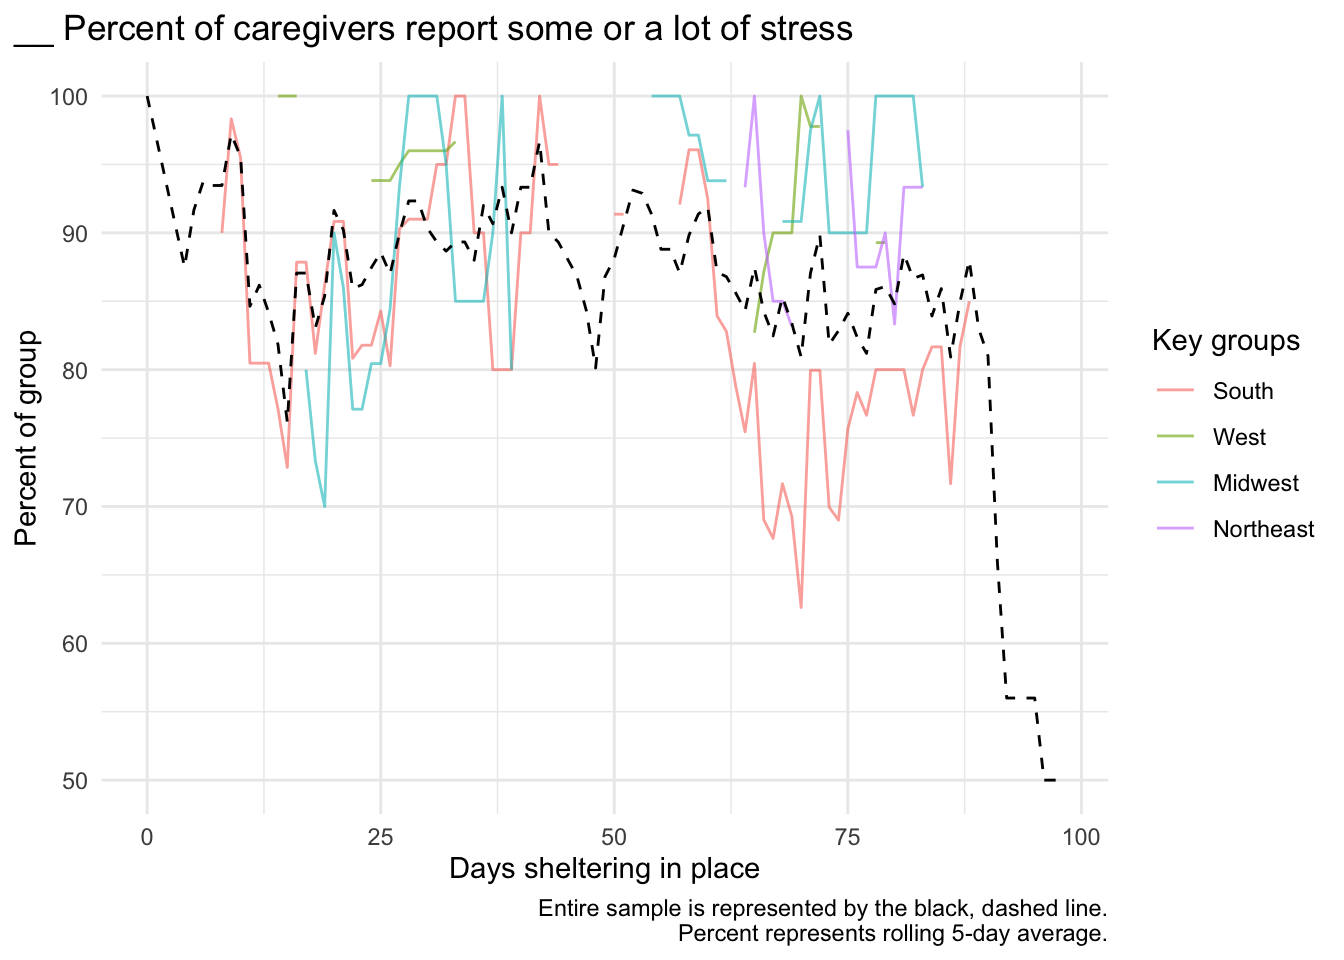 __ Percent of caregivers report some or a lot of stress
Percent of group
100
90
80
70
60
50
0 25 50 75 100
Days sheltering in place
Key groups
South
West
Midwest
Northeast
Entire sample is represented by the black, dashed line.
Percent represents rolling 5-day average.